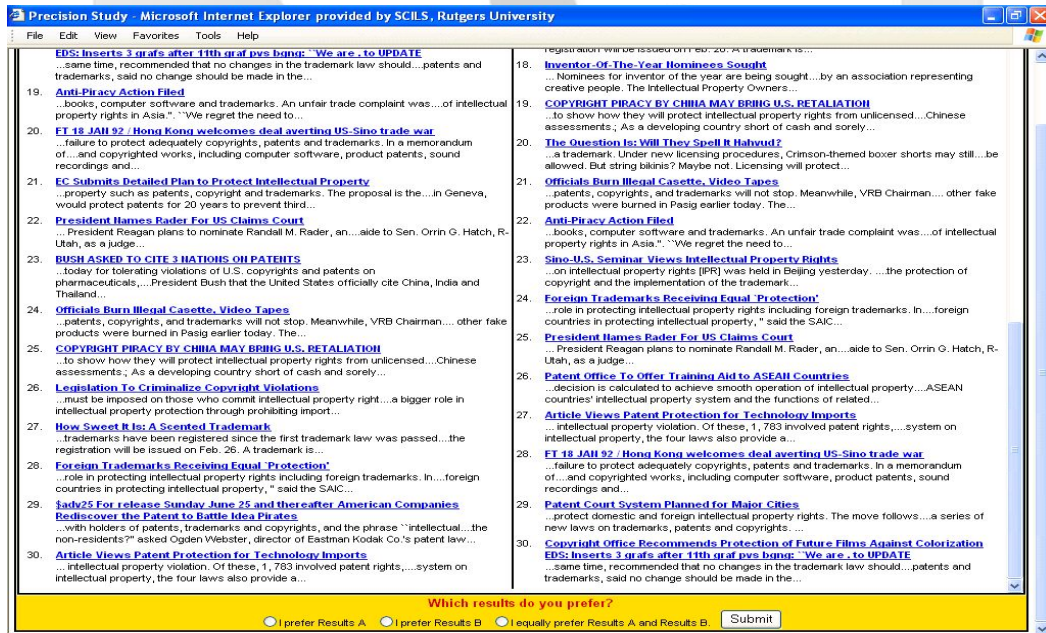 Precision Study - Microsoft Internet Explorer provided by SCILS, Rutgers University
File Edit View Favorites Tools Help
EDS: Inserts 3 grafs after 11th graf pvs bgng: ``We are . to UPDATE
...same time, recommended that no changes in the trademark law should....patents and
trademarks, said no change should be made in the...
19. Anti-Piracy Action Filed
...books, computer software and trademarks. An unfair trade complaint was....of intellectual
property rights in Asia.". ``We regret the need to...
20. FT 18 JAN 92 / Hong Kong welcomes deal averting US-Sino trade war
...failure to protect adequately copyrights, patents and trademarks. In a memorandum
of....and copyrighted works, including computer software, product patents, sound
recordings and...
21. EC Submits Detailed Plan to Protect Intellectual Property
...property such as patents, copyright and trademarks. The proposal is the....in Geneva,
would protect patents for 20 years to prevent third...
22. President Names Rader For US Claims Court
... President Reagan plans to nominate Randall M. Rader, an....aide to Sen. Orrin G. Hatch, R-
Utah, as a judge...
23. BUSH ASKED TO CITE 3 NATIONS ON PATENTS
...today for tolerating violations of U.S. copyrights and patents on
pharmaceuticals,....President Bush that the United States officially cite China, India and
Thailand...
24. Officials Burn Illegal Casette, Video Tapes
...patents, copyrights, and trademarks will not stop. Meanwhile, VRB Chairman.... other fake
products were burned in Pasig earlier today. The...
25. COPYRIGHT PIRACY BY CHINA MAY BRING U.S. RETALIATION
...to show how they will protect intellectual property rights from unlicensed....Chinese
assessments.; As a developing country short of cash and sorely...
26. Legislation To Criminalize Copyright Violations
...must be imposed on those who commit intellectual property right....a bigger role in
intellectual property protection through prohibiting import...
27. How Sweet It Is: A Scented Trademark
...trademarks have been registered since the first trademark law was passed....the
registration will be issued on Feb. 26. A trademark is...
28. Foreign Trademarks Receiving Equal `Protection'
...role in protecting intellectual property rights including foreign trademarks. In....foreign
countries in protecting intellectual property, " said the SAIC...
29. $adv25 For release Sunday June 25 and thereafter American Companies
Rediscover the Patent to Battle Idea Pirates
...with holders of patents, trademarks and copyrights, and the phrase ``intellectual....the
non-residents?" asked Ogden Webster, director of Eastman Kodak Co.'s patent law...
30. Article Views Patent Protection for Technology Imports
... intellectual property violation. Of these, 1, 783 involved patent rights,....system on
intellectual property, the four laws also provide a...
registration will be issued on Feb. 26. A trademark is...
18. Inventor-Of-The-Year Nominees Sought
... Nominees for inventor of the year are being sought....by an association representing
creative people. The Intellectual Property Owners...
19. COPYRIGHT PIRACY BY CHINA MAY BRING U.S. RETALIATION
...to show how they will protect intellectual property rights from unlicensed....Chinese
assessments.; As a developing country short of cash and sorely...
20. The Question Is: Will They Spell It Hahvud?
...a trademark. Under new licensing procedures, Crimson-themed boxer shorts may still....be
allowed. But string bikinis? Maybe not. Licensing will protect...
21. Officials Burn Illegal Casette, Video Tapes
...patents, copyrights, and trademarks will not stop. Meanwhile, VRB Chairman.... other fake
products were burned in Pasig earlier today. The...
22. Anti-Piracy Action Filed
...books, computer software and trademarks. An unfair trade complaint was....of intellectual
property rights in Asia.". ``We regret the need to...
23. Sino-U.S. Seminar Views Intellectual Property Rights
...on intellectual property rights [IPR] was held in Beijing yesterday. ....the protection of
copyright and the implementation of the trademark...
24. Foreign Trademarks Receiving Equal `Protection'
...role in protecting intellectual property rights including foreign trademarks. In....foreign
countries in protecting intellectual property, " said the SAIC...
25. President Names Rader For US Claims Court
... President Reagan plans to nominate Randall M. Rader, an....aide to Sen. Orrin G. Hatch, R-
Utah, as a judge...
26. Patent Office To Offer Training Aid to ASEAN Countries
...decision is calculated to achieve smooth operation of intellectual property....ASEAN
countries' intellectual property system and the functions of related...
27. Article Views Patent Protection for Technology Imports
... intellectual property violation. Of these, 1, 783 involved patent rights,....system on
intellectual property, the four laws also provide a...
28. FT 18 JAN 92 / Hong Kong welcomes deal averting US-Sino trade war
...failure to protect adequately copyrights, patents and trademarks. In a memorandum
of....and copyrighted works, including computer software, product patents, sound
recordings and...
29. Patent Court System Planned for Major Cities
...protect domestic and foreign intellectual property rights. The move follows....a series of
new laws on trademarks, patents and copyrights. ...
30. Copyright Office Recommends Protection of Future Films Against Colorization
EDS: Inserts 3 grafs after 11th graf pvs bgng: ``We are . to UPDATE
...same time, recommended that no changes in the trademark law should....patents and
trademarks, said no change should be made in the...
Which results do you prefer?
I prefer Results A I prefer Results B I equally prefer Results A and Results B. Submit